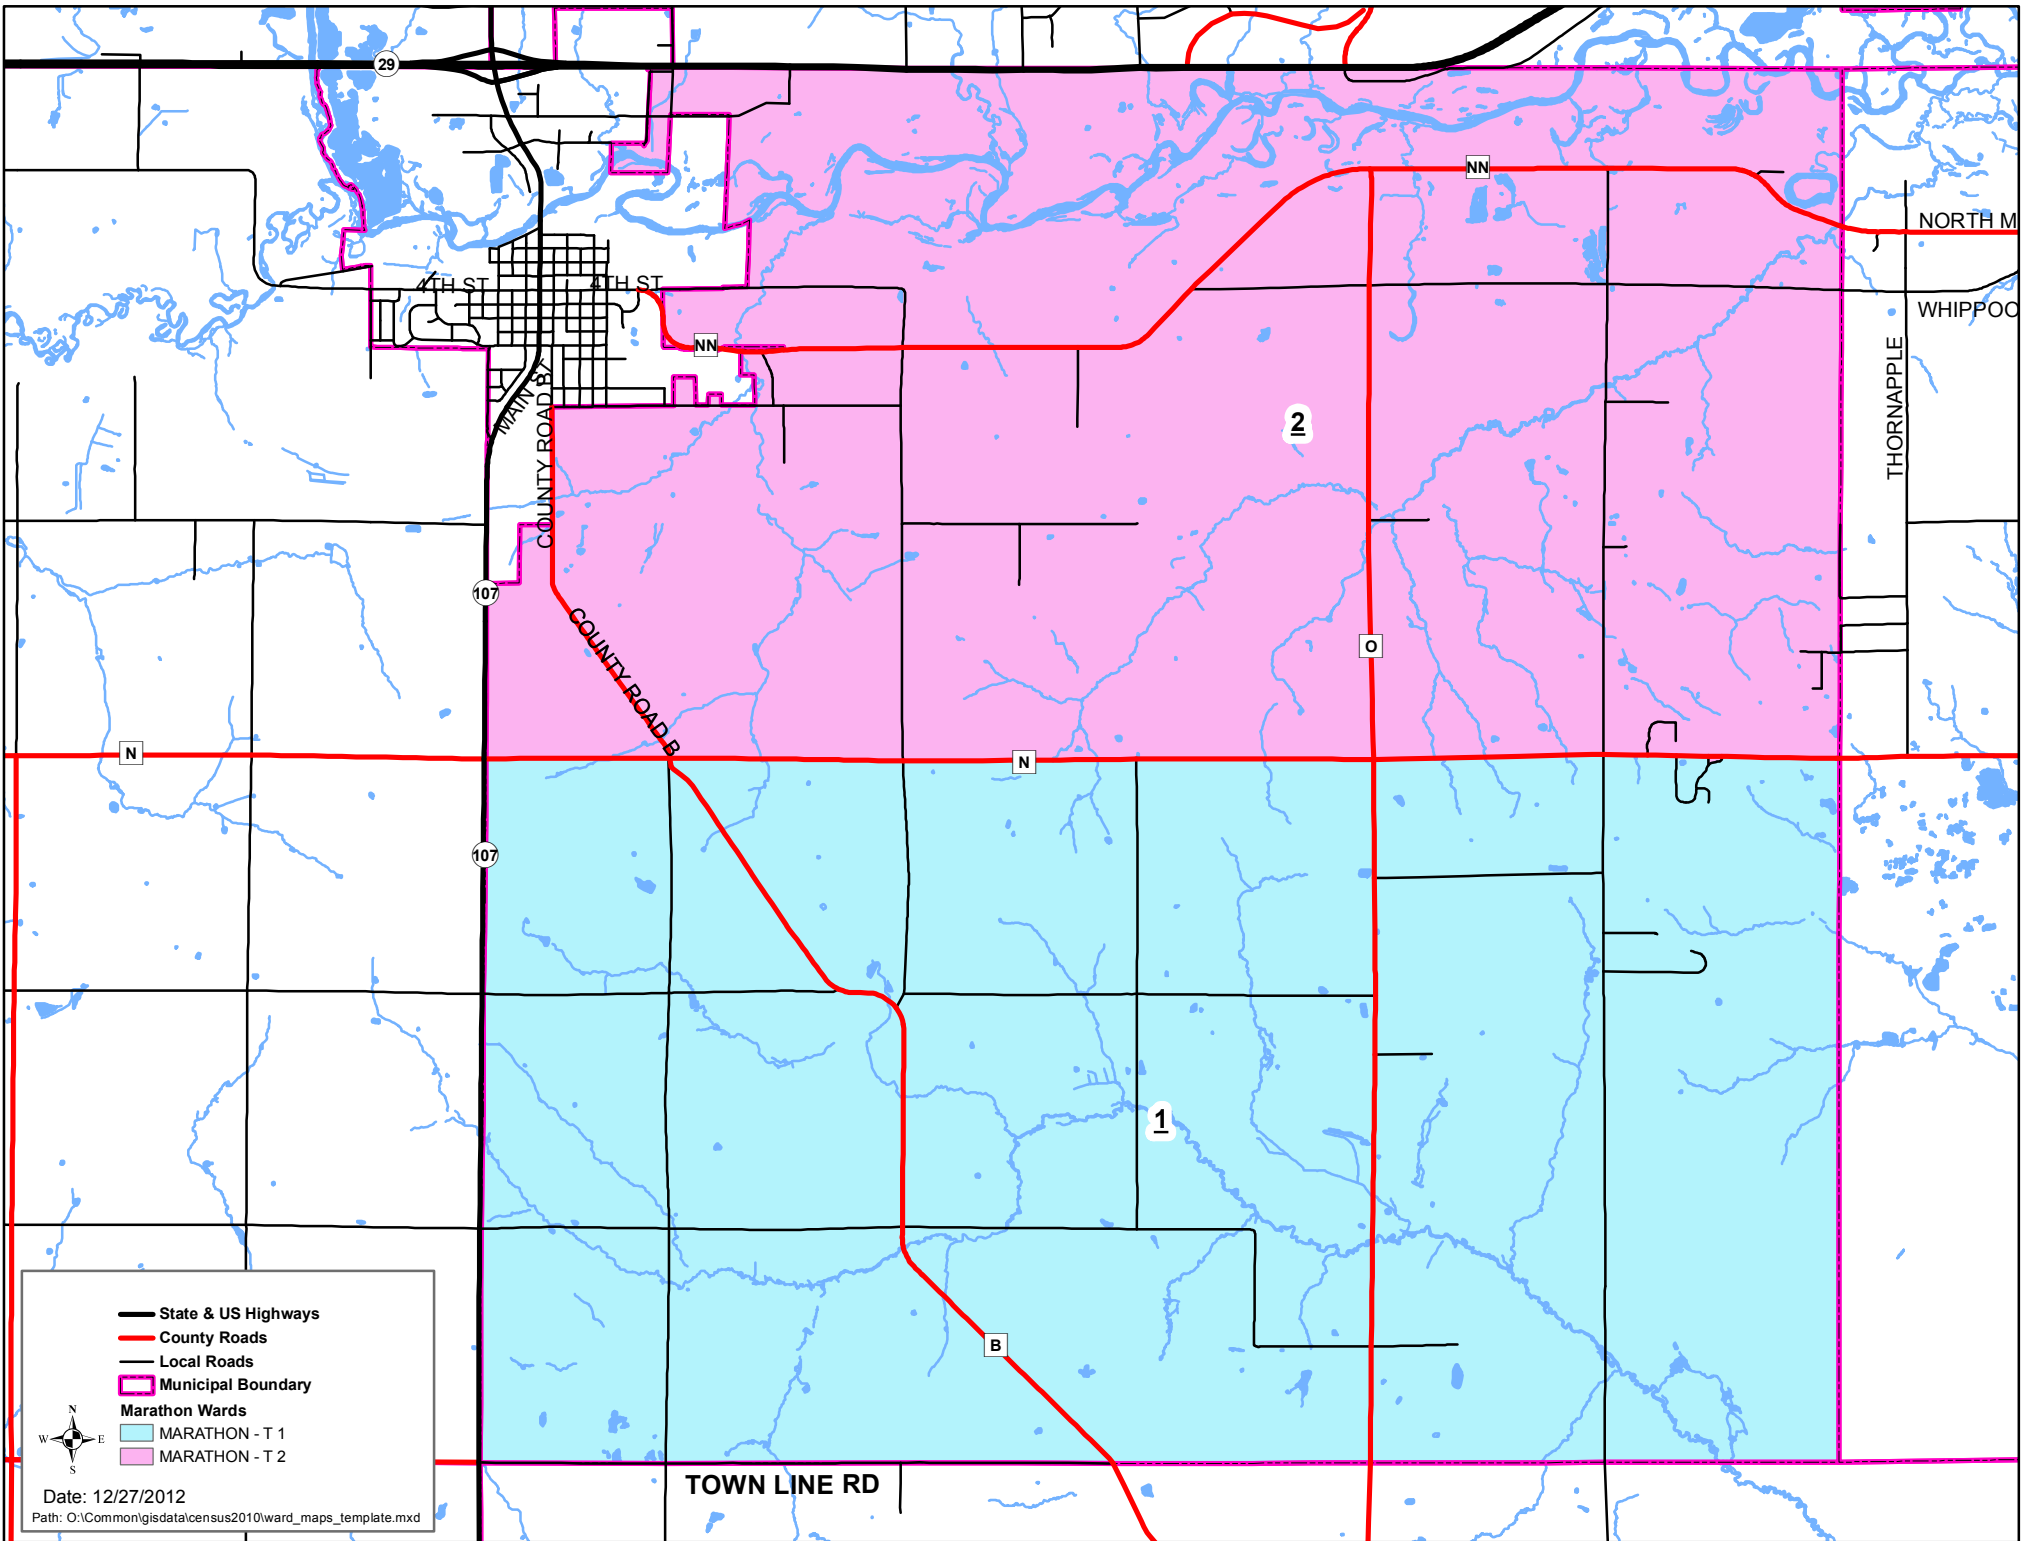 29
NN
NORTH M
4TH ST
4TH ST
WHIPPOO
NN
THORNAPPLE
MAIN ST
COUNTY ROAD B
2
107
COUNTY ROAD B
O
N
N
107
1
B
State & US Highways
County Roads
Local Roads
Municipal Boundary
Marathon Wards
MARATHON - T 1
MARATHON - T 2
N
W E
S
Date: 12/27/2012
Path: O:\Common\gisdata\census2010\ward_maps_template.mxd
TOWN LINE RD